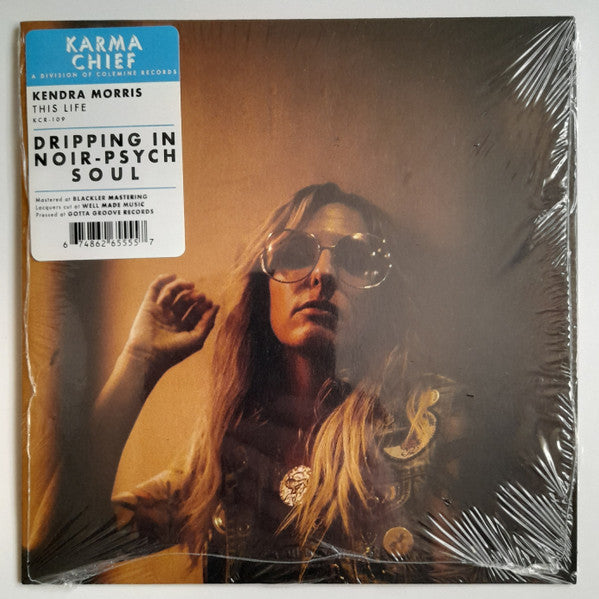 KARMA
CHIEF
A DIVISION OF COLEMINE RECORDS
KENDRA MORRIS
THIS LIFE
KCR-109
DRIPPING IN
NOIR-PSYCH
SOUL
Mastered at BLACKLER MASTERING
Lacquers cut at WELL MADE MUSIC
Pressed at GOTTA GROOVE RECORDS
6 74862 65555 7